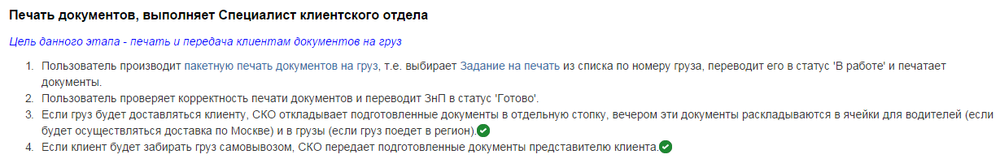 Печать документов, выполняет Специалист клиентского отдела
Цель данного этапа - печать и передача клиентам документов на груз
1. Пользователь производит пакетную печать документов на груз, т.е. выбирает Задание на печать из списка по номеру груза, переводит его в статус 'В работе' и печатает
документы.
2. Пользователь проверяет корректность печати документов и переводит ЗнП в статус 'Готово'.
3. Если груз будет доставляться клиенту, СКО откладывает подготовленные документы в отдельную стопку, вечером эти документы раскладываются в ячейки для водителей (если
будет осуществляться доставка по Москве) и в грузы (если груз поедет в регион).
4. Если клиент будет забирать груз самовывозом, СКО передает подготовленные документы представителю клиента.